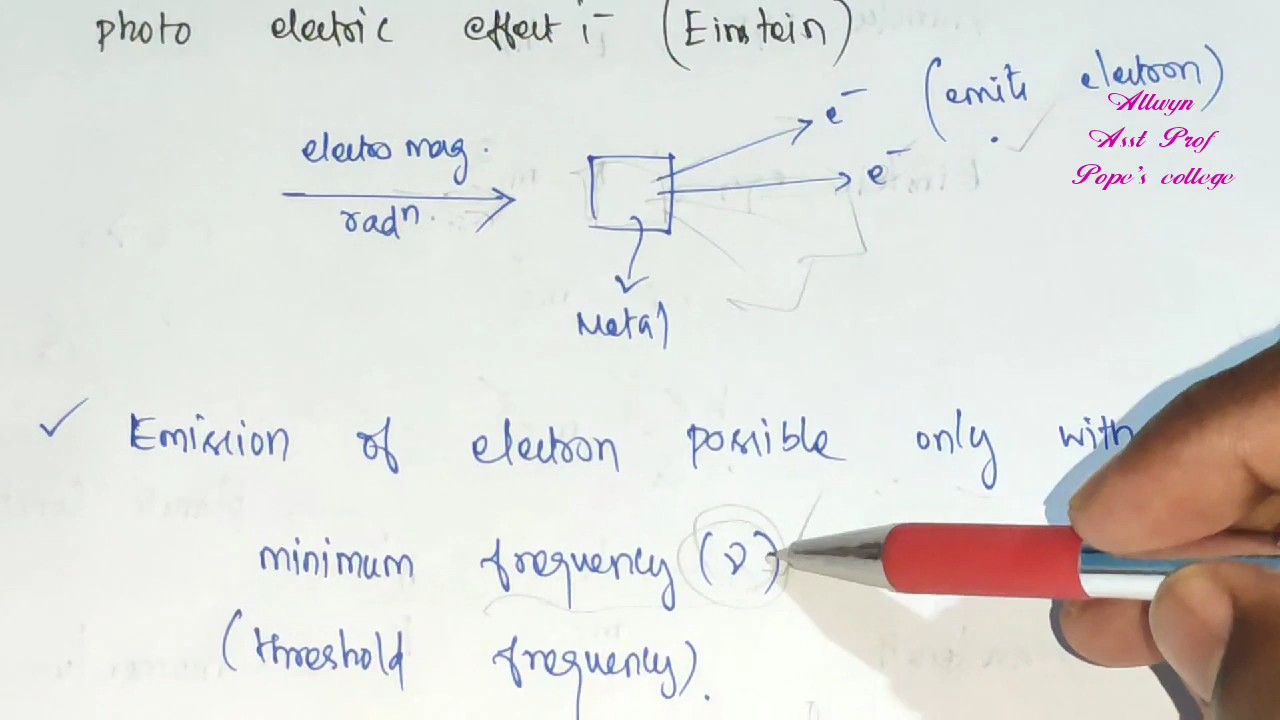 photo electric effect :- (Einstein)
e⁻ (emits electron)
Allwyn
Asst Prof
Pope's college
electro mag.
radⁿ.
e⁻
Metal
Emission of electron possible only with
minimum frequency (ν)
(threshold frequency).